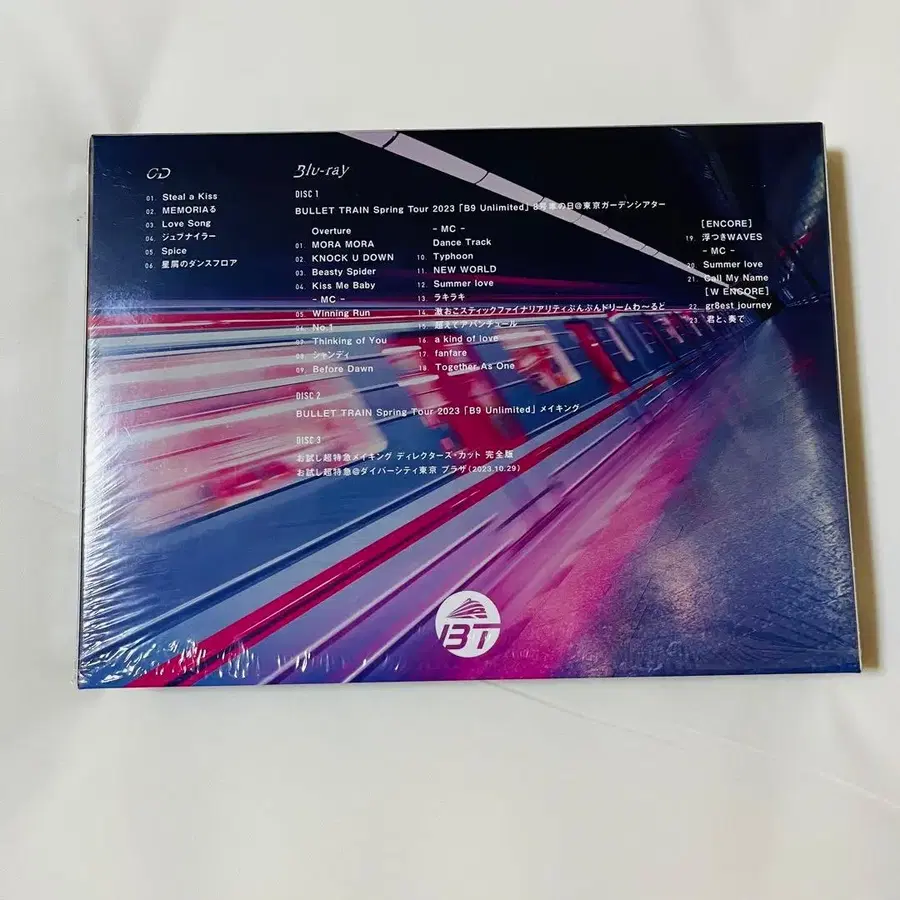 CD
01. Steal a Kiss
02. MEMORIAる
03. Love Song
04. ジュブナイラー
05. Spice
06. 星屑のダンスフロア
Blu-ray
DISC 1
BULLET TRAIN Spring Tour 2023「B9 Unlimited」8号車の日@東京ガーデンシアター
Overture
01. MORA MORA
02. KNOCK U DOWN
03. Beasty Spider
04. Kiss Me Baby
- MC -
05. Winning Run
06. No.1
07. Thinking of You
08. シャンディ
09. Before Dawn
- MC -
Dance Track
10. Typhoon
11. NEW WORLD
12. Summer love
13. ラキラキ
14. 激おこスティックファイナリアリティぷんぷんドリームわ〜るど
15. 超えてアバンチュール
16. a kind of love
17. fanfare
18. Together As One
[ENCORE]
19. 浮つきWAVES
- MC -
20. Summer love
21. Call My Name
[W ENCORE]
22. gr8est journey
23. 君と、奏で
DISC 2
BULLET TRAIN Spring Tour 2023「B9 Unlimited」メイキング
DISC 3
お試し超特急メイキング ディレクターズ・カット 完全版
お試し超特急@ダイバーシティ東京 プラザ(2023.10.29)
BT